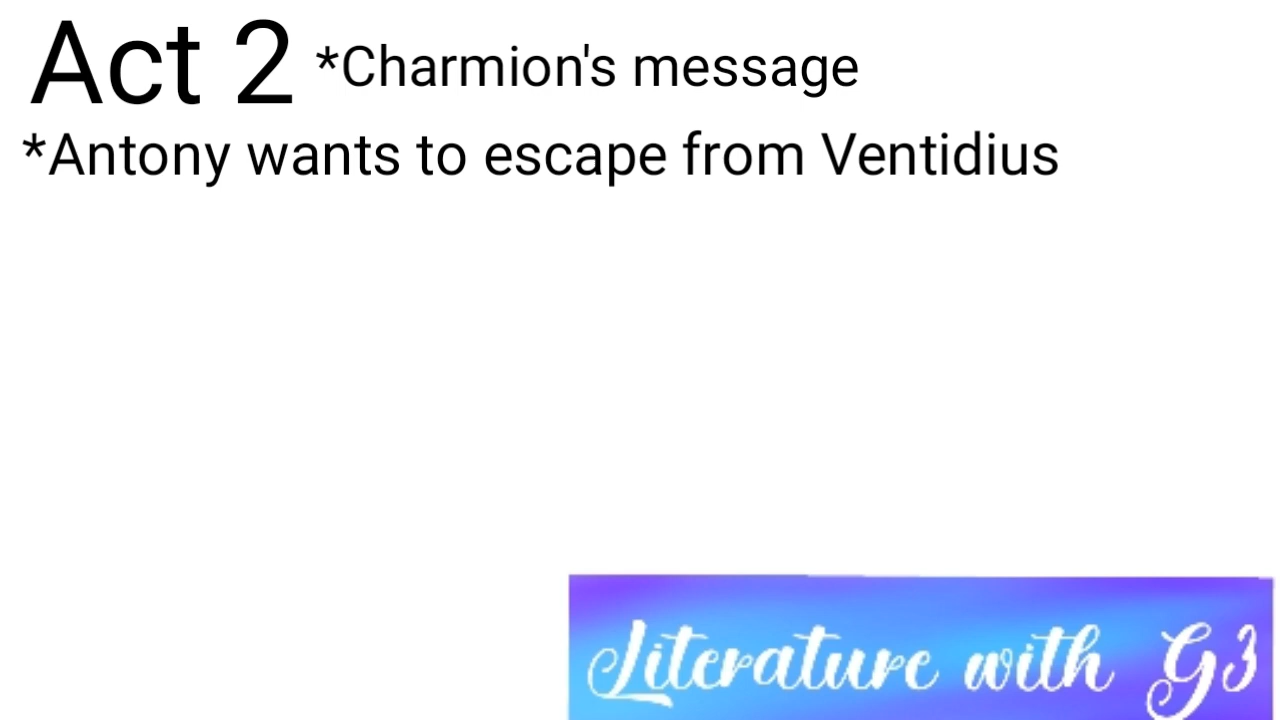 Act 2 *Charmion's message
*Antony wants to escape from Ventidius
Literature with G3